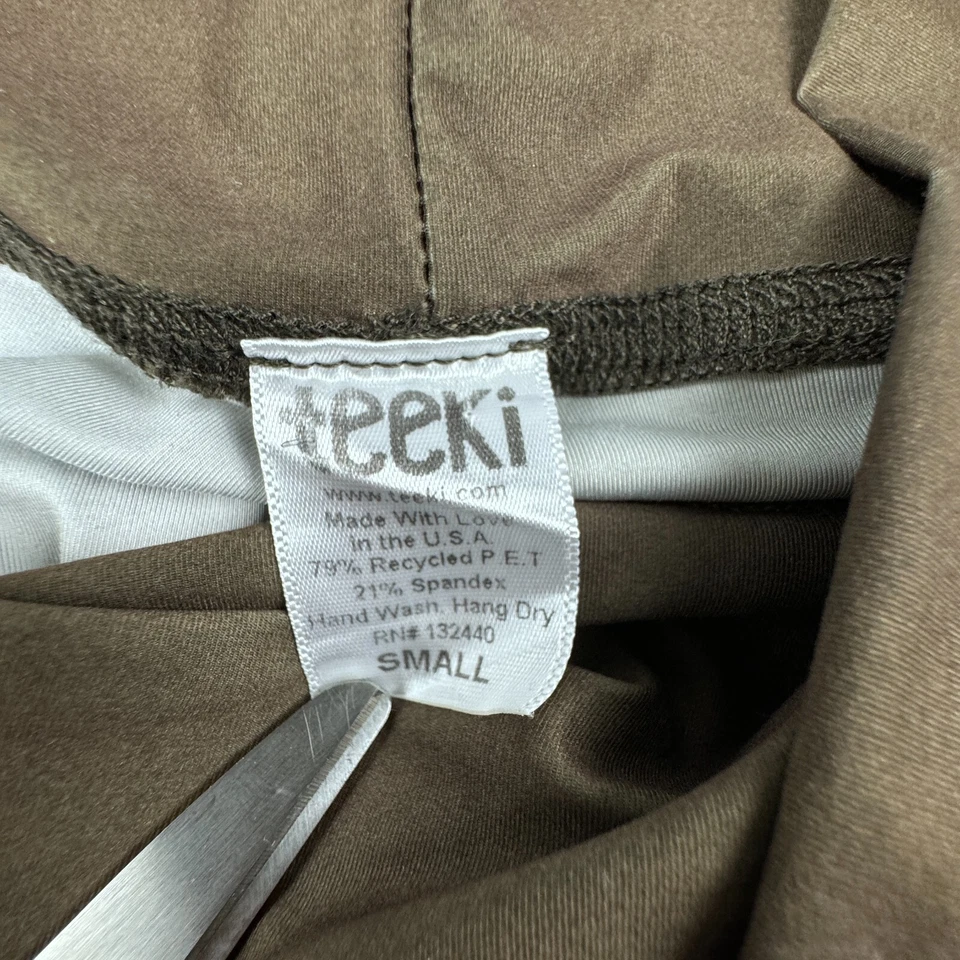 teeki
www.teeki.com
Made With Love
in the U.S.A.
79% Recycled P.E.T
21% Spandex
Hand Wash, Hang Dry
RN# 132440
SMALL